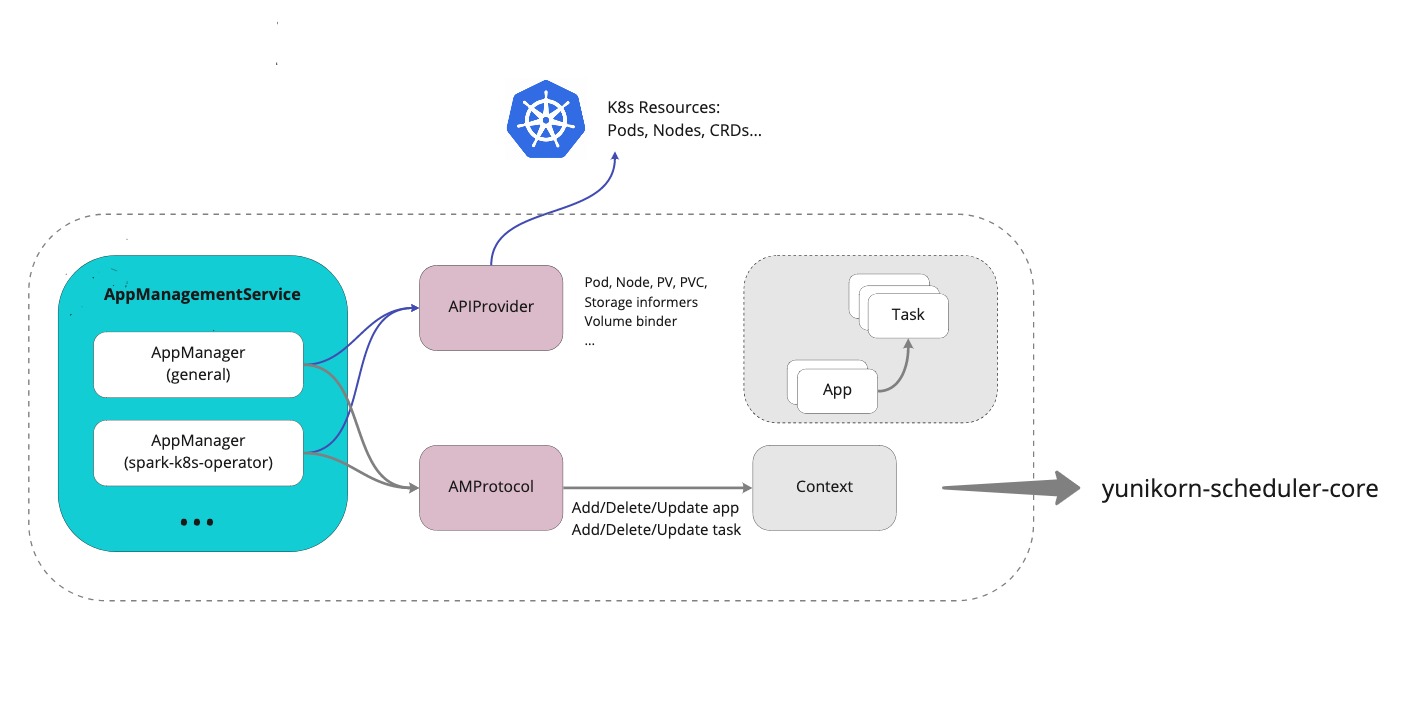 K8s Resources:
Pods, Nodes, CRDs...
AppManagementService
AppManager
(general)
AppManager
(spark-k8s-operator)
...
APIProvider
Pod, Node, PV, PVC,
Storage informers
Volume binder
...
AMProtocol
Add/Delete/Update app
Add/Delete/Update task
Task
App
Context
yunikorn-scheduler-core